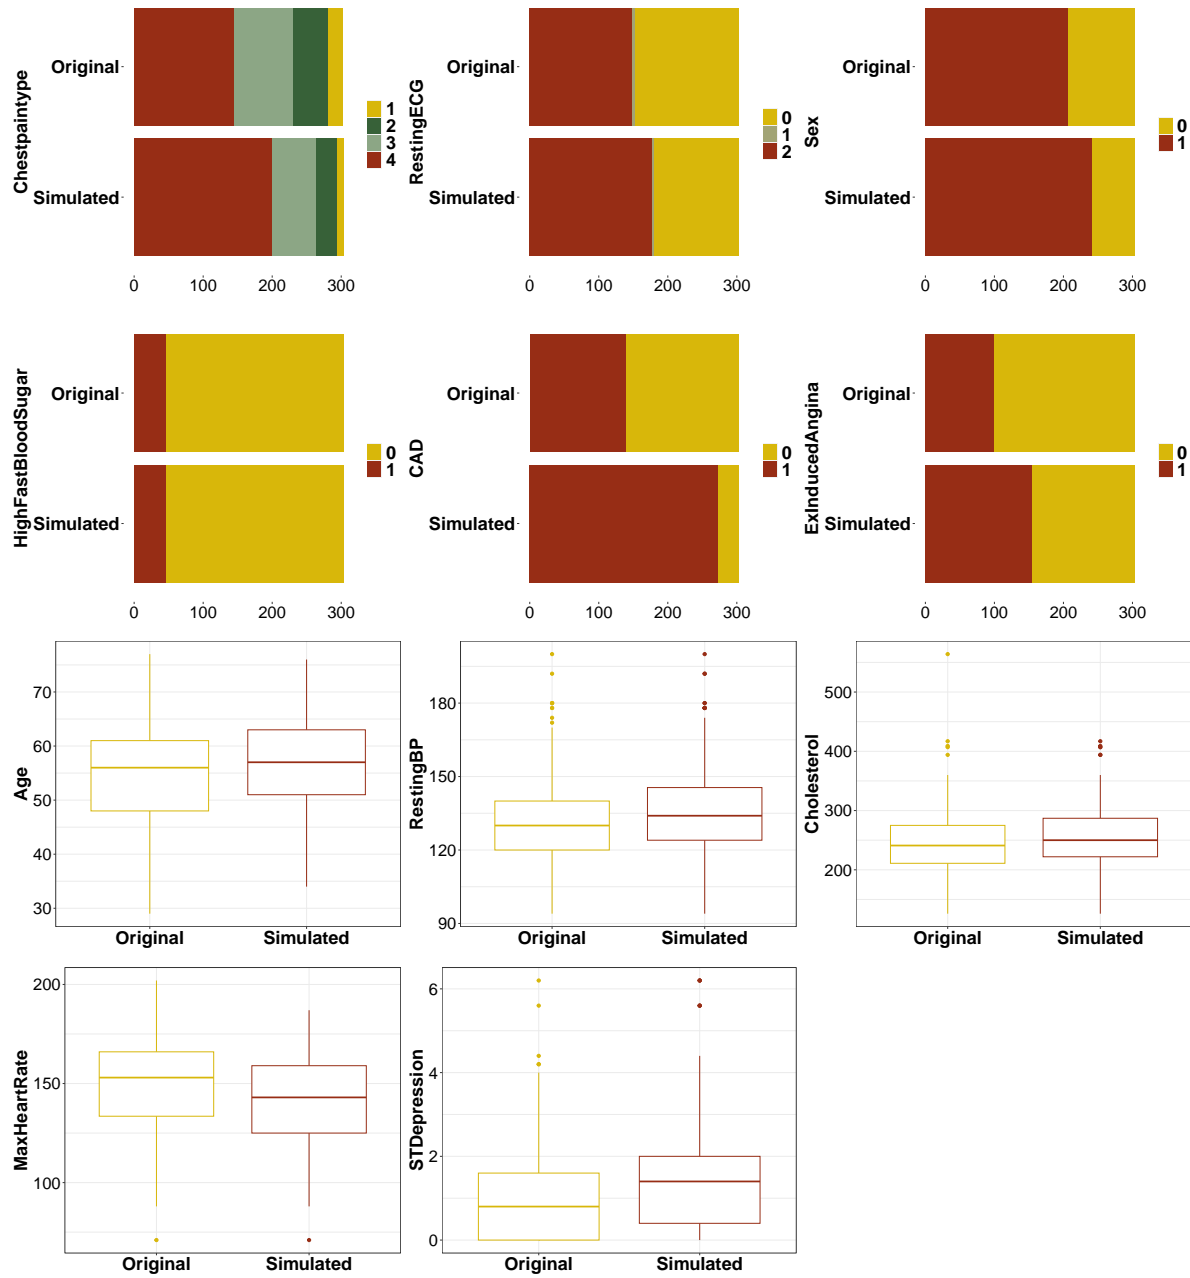 Chestpaintype
Original
Simulated
0 100 200 300
1
2
3
4
RestingECG
Original
Simulated
0 100 200 300
0
1
2
Sex
Original
Simulated
0 100 200 300
0
1
HighFastBloodSugar
Original
Simulated
0 100 200 300
0
1
CAD
Original
Simulated
0 100 200 300
0
1
ExInducedAngina
Original
Simulated
0 100 200 300
0
1
Age
70
60
50
40
30
Original Simulated
RestingBP
180
150
120
90
Original Simulated
Cholesterol
500
400
300
200
Original Simulated
MaxHeartRate
200
150
100
Original Simulated
STDepression
6
4
2
0
Original Simulated